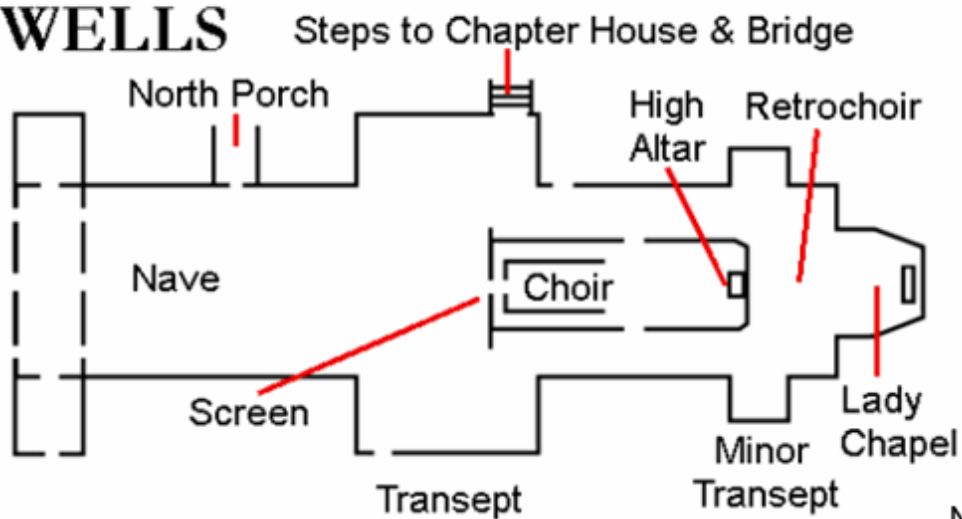 WELLS
Steps to Chapter House & Bridge
North Porch
High
Altar
Retrochoir
Nave
Choir
Screen
Lady
Chapel
Minor
Transept
Transept
N